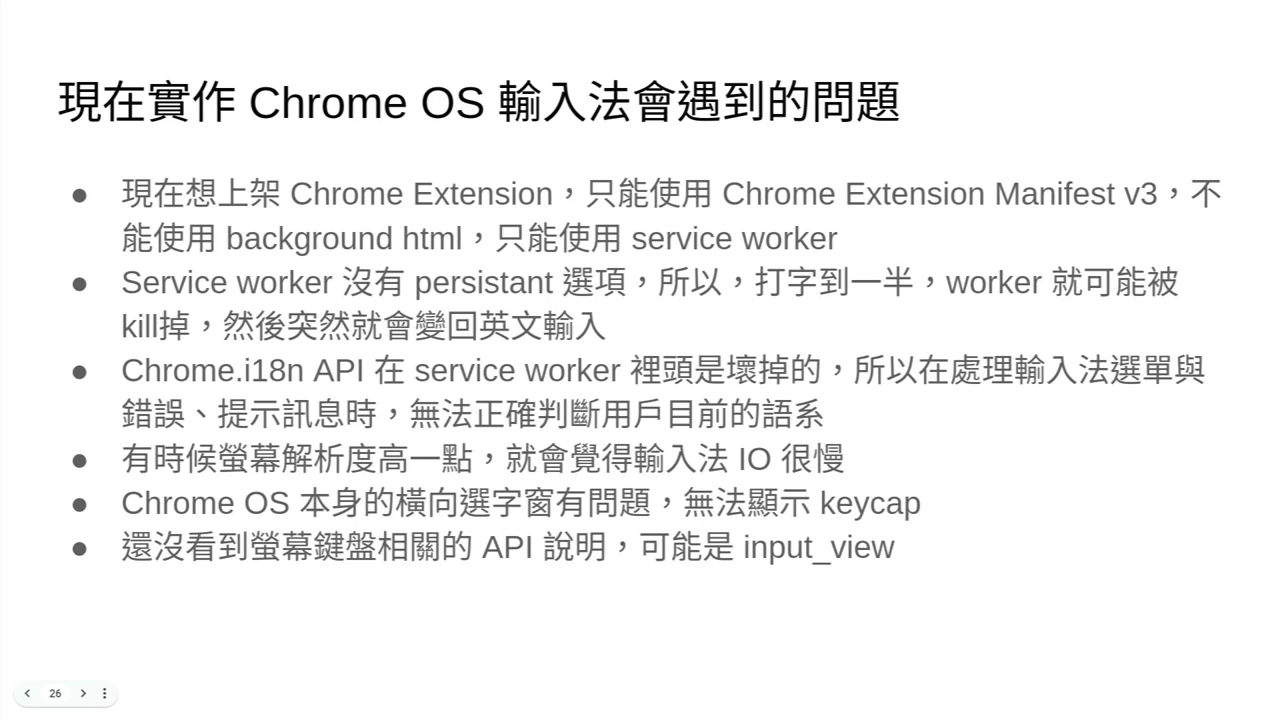 現在實作 Chrome OS 輸入法會遇到的問題
● 現在想上架 Chrome Extension，只能使用 Chrome Extension Manifest v3，不
能使用 background html，只能使用 service worker
● Service worker 沒有 persistant 選項，所以，打字到一半，worker 就可能被
kill掉，然後突然就會變回英文輸入
● Chrome.i18n API 在 service worker 裡頭是壞掉的，所以在處理輸入法選單與
錯誤、提示訊息時，無法正確判斷用戶目前的語系
● 有時候螢幕解析度高一點，就會覺得輸入法 IO 很慢
● Chrome OS 本身的橫向選字窗有問題，無法顯示 keycap
● 還沒看到螢幕鍵盤相關的 API 說明，可能是 input_view
26